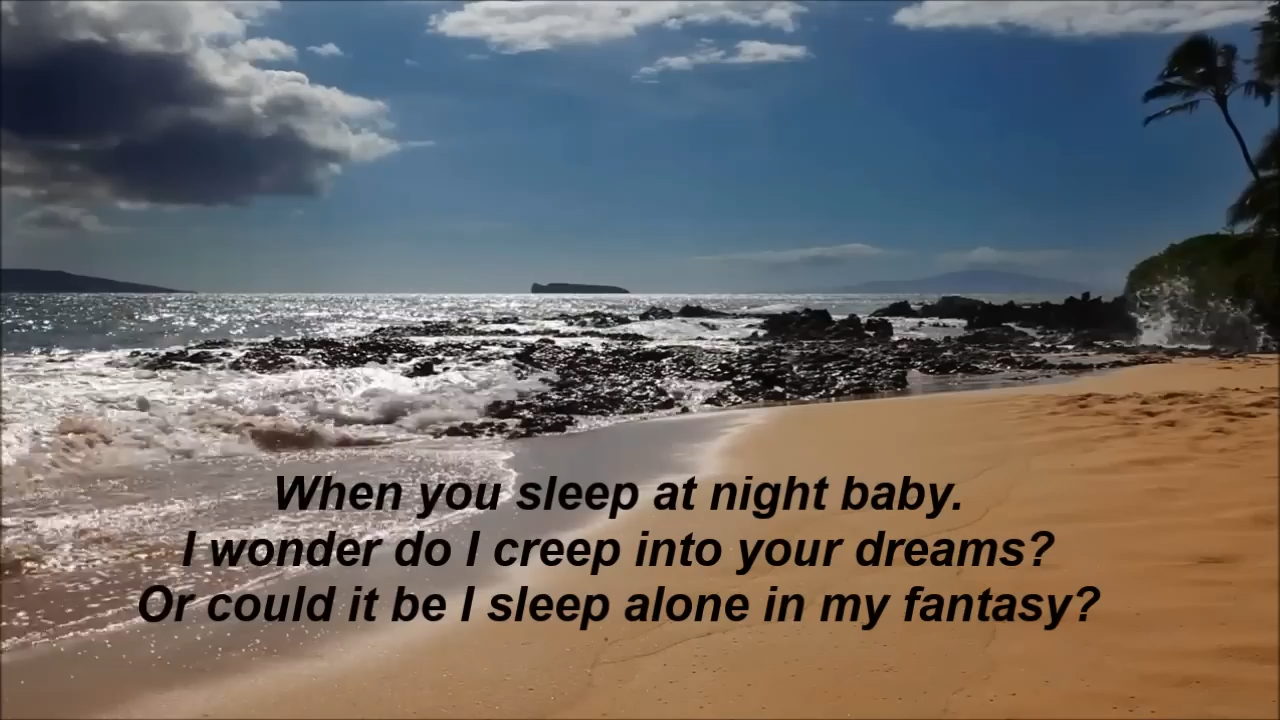 When you sleep at night baby.
I wonder do I creep into your dreams?
Or could it be I sleep alone in my fantasy?